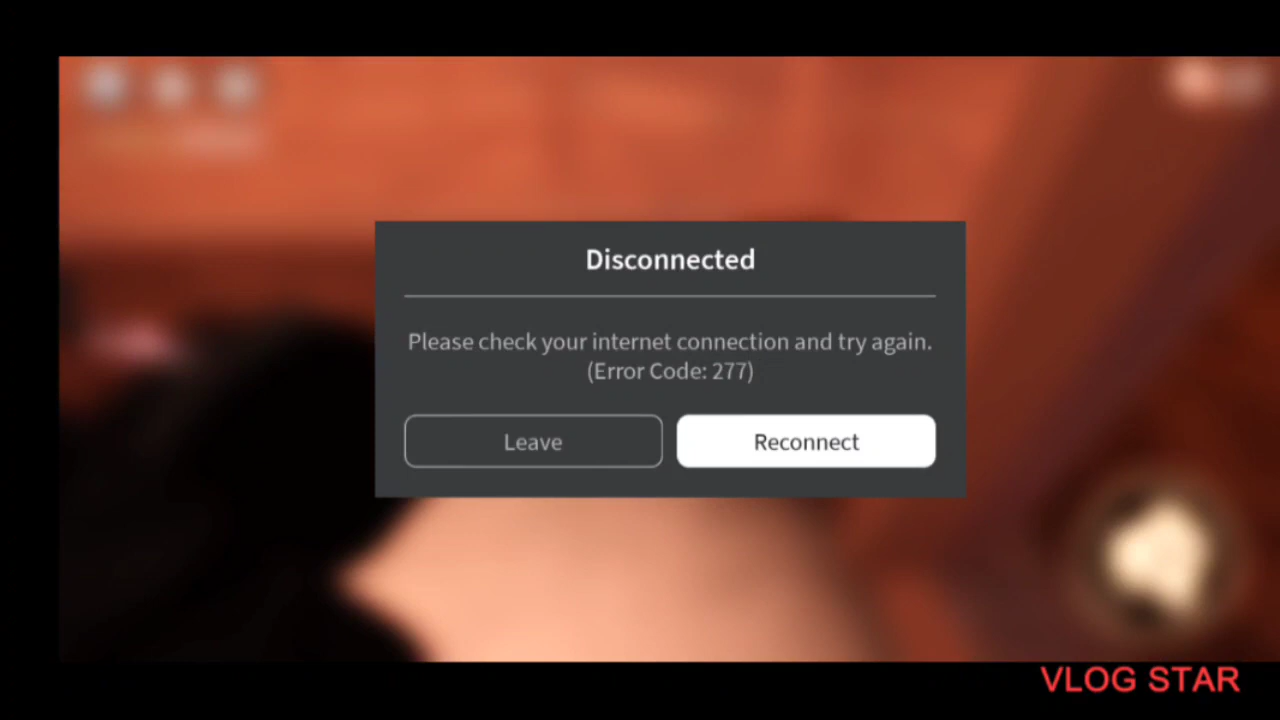 Disconnected
Please check your internet connection and try again.
(Error Code: 277)
Leave
Reconnect
VLOG STAR